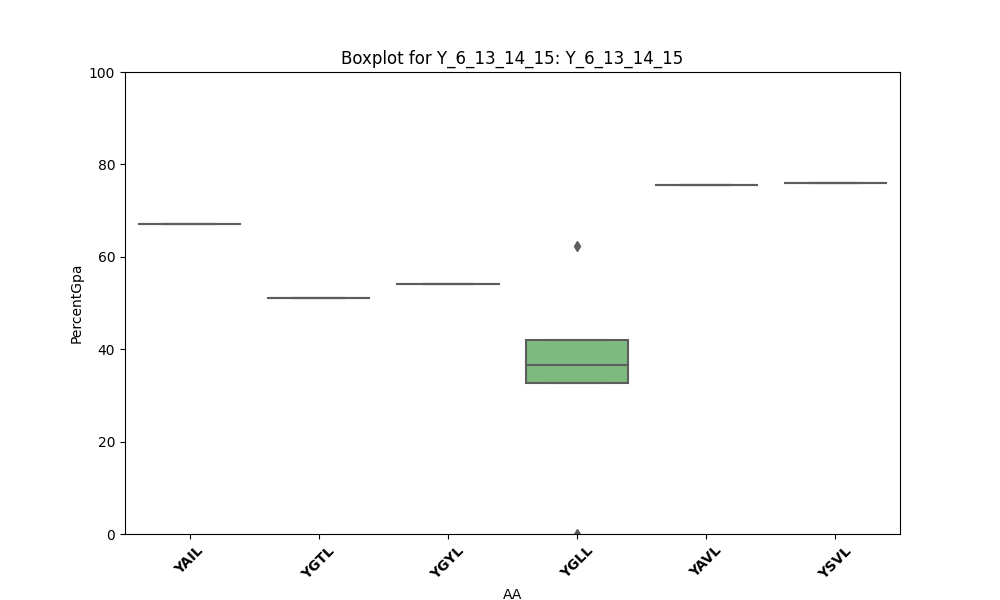 Boxplot for Y_6_13_14_15: Y_6_13_14_15
100
80
60
40
20
0
PercentGpa
YAIL
YGTL
YGYL
YGLL
YAVL
YSVL
AA